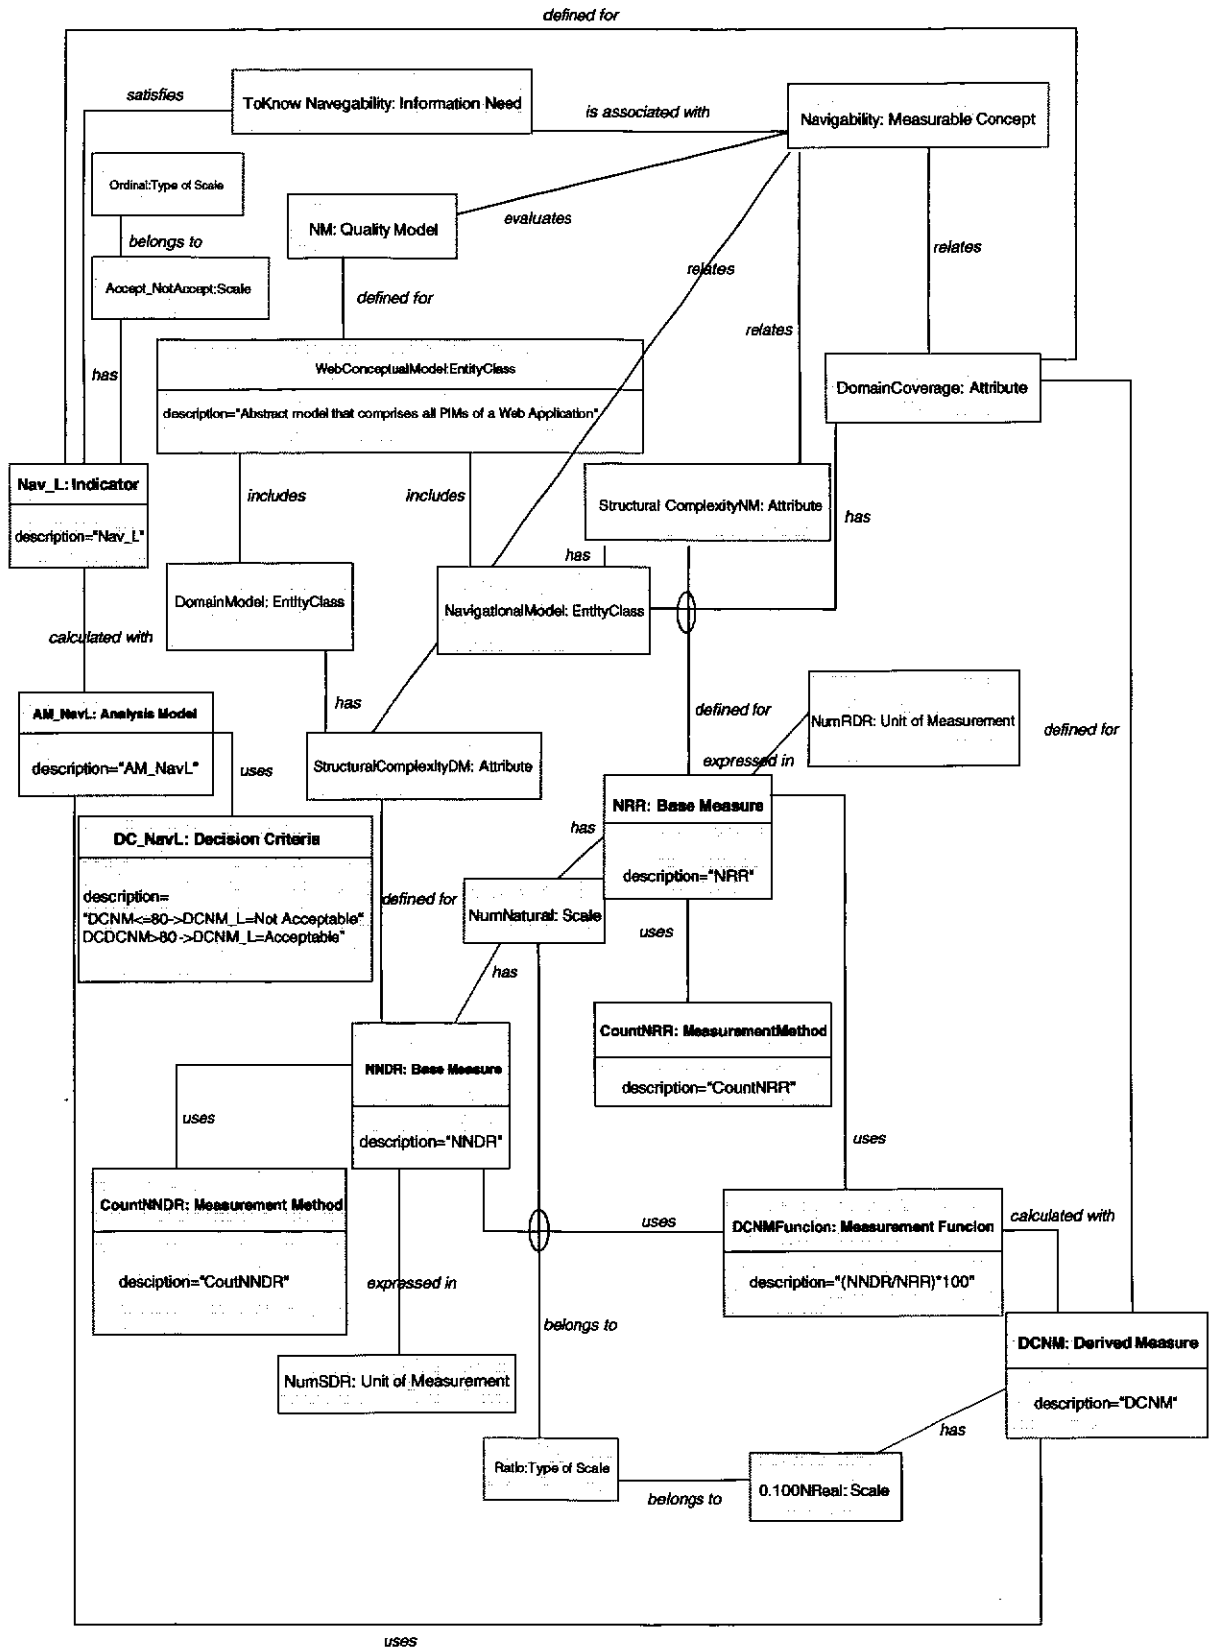 defined for
satisfies
ToKnow Navegability: Information Need
is associated with
Navigability: Measurable Concept
Ordinal:Type of Scale
NM: Quality Model
evaluates
belongs to
relates
relates
Accept_NotAccept:Scale
defined for
relates
has
WebConceptualModel:EntityClass
description="Abstract model that comprises all PIMs of a Web Application"
DomainCoverage: Attribute
Nav_L: Indicator
description="Nav_L"
includes
includes
Structural ComplexityNM: Attribute
has
has
DomainModel: EntityClass
NavigationalModel: EntityClass
calculated with
has
AM_NavL: Analysis Model
description="AM_NavL"
uses
StructuralComplexityDM: Attribute
defined for
NumRDR: Unit of Measurement
defined for
expressed in
NRR: Base Measure
description="NRR"
has
DC_NavL: Decision Criteria
description=
"DCNM<=80->DCNM_L=Not Acceptable"
DCDCNM>80->DCNM_L=Acceptable"
defined for
NumNatural: Scale
uses
has
CountNRR: MeasurementMethod
description="CountNRR"
NNDR: Base Measure
description="NNDR"
uses
uses
CountNNDR: Measurement Method
desciption="CoutNNDR"
uses
DCNMFuncion: Measurement Funcion
description="(NNDR/NRR)*100"
calculated with
expressed in
belongs to
DCNM: Derived Measure
description="DCNM"
NumSDR: Unit of Measurement
has
Ratio:Type of Scale
belongs to
0.100NReal: Scale
uses